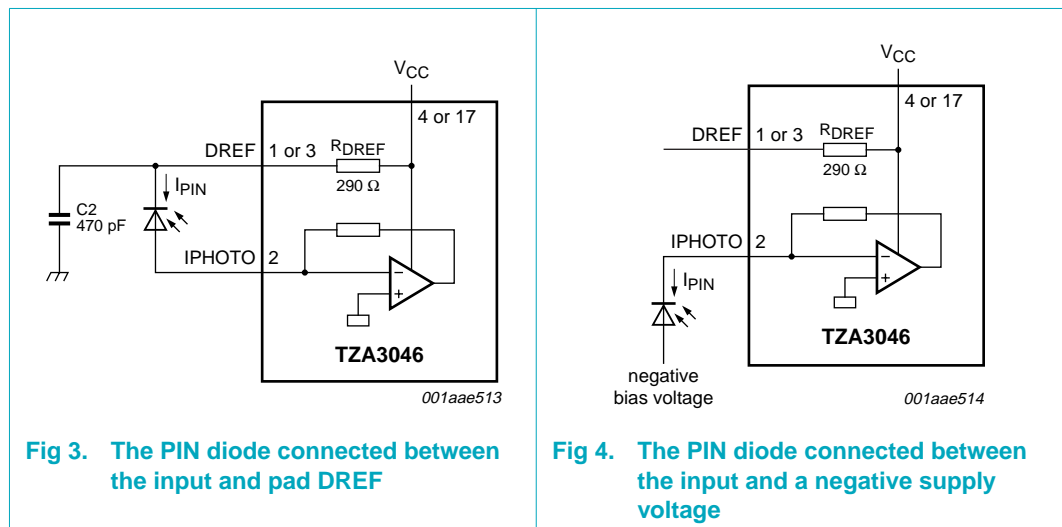 VCC
4 or 17
DREF
1 or 3
RDREF
290 Ω
IPIN
C2
470 pF
IPHOTO
2
−
+
TZA3046
001aae513
Fig 3. The PIN diode connected between
the input and pad DREF
VCC
4 or 17
DREF
1 or 3
RDREF
290 Ω
IPHOTO
2
−
+
IPIN
TZA3046
negative
bias voltage
001aae514
Fig 4. The PIN diode connected between
the input and a negative supply
voltage